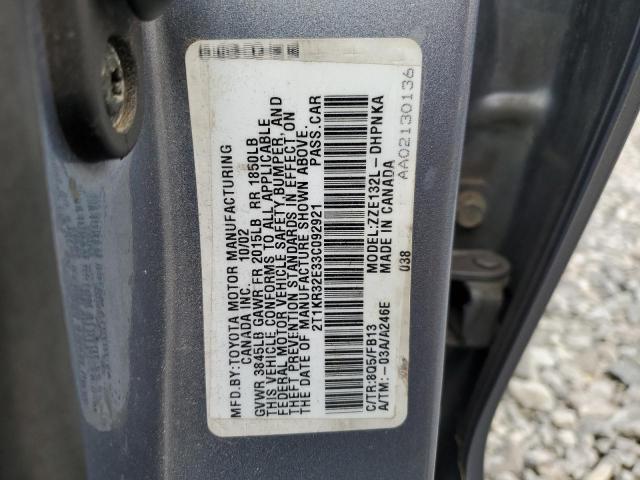 MFD.BY:TOYOTA MOTOR MANUFACTURING
CANADA INC. 10/02
GVWR 3845LB GAWR FR 2015LB RR 1850LB
THIS VEHICLE CONFORMS TO ALL APPLICABLE
FEDERAL MOTOR VEHICLE SAFETY, BUMPER, AND
THEFT PREVENTION STANDARDS IN EFFECT ON
THE DATE OF MANUFACTURE SHOWN ABOVE.
2T1KR32E33C092921 PASS.CAR
C/TR:8Q5/FB13 MODEL:ZZE132L-DHPNKA
A/TM:-03A/A246E MADE IN CANADA
038
AA02130136